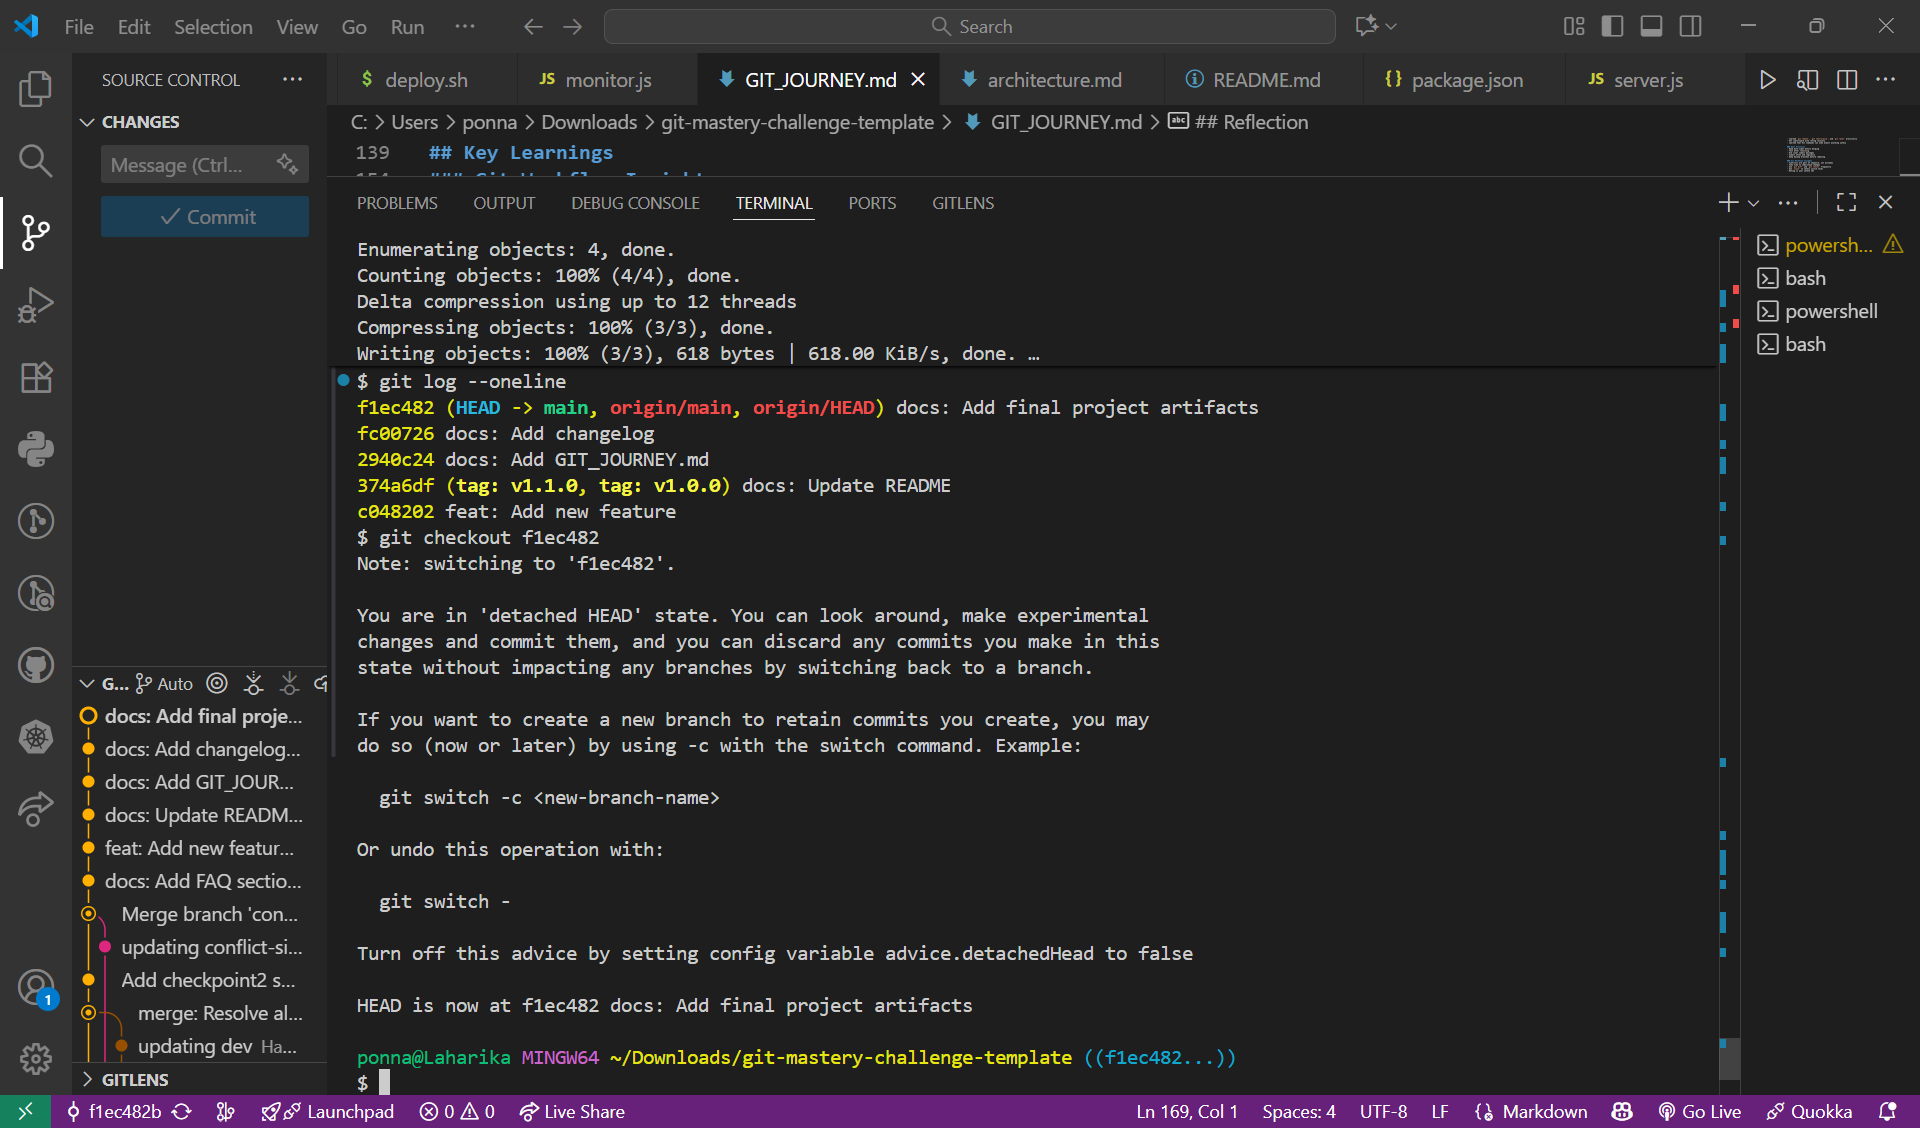 File Edit Selection View Go Run ··· Search
SOURCE CONTROL ···
deploy.sh
JS monitor.js
GIT_JOURNEY.md
architecture.md
README.md
{} package.json
JS server.js
CHANGES
Message (Ctrl...
Commit
C: > Users > ponna > Downloads > git-mastery-challenge-template > GIT_JOURNEY.md > abc ## Reflection
139 ## Key Learnings
PROBLEMS OUTPUT DEBUG CONSOLE TERMINAL PORTS GITLENS
Enumerating objects: 4, done.
Counting objects: 100% (4/4), done.
Delta compression using up to 12 threads
Compressing objects: 100% (3/3), done.
Writing objects: 100% (3/3), 618 bytes | 618.00 KiB/s, done. …
$ git log --oneline
f1ec482 (HEAD -> main, origin/main, origin/HEAD) docs: Add final project artifacts
fc00726 docs: Add changelog
2940c24 docs: Add GIT_JOURNEY.md
374a6df (tag: v1.1.0, tag: v1.0.0) docs: Update README
c048202 feat: Add new feature
$ git checkout f1ec482
Note: switching to 'f1ec482'.
You are in 'detached HEAD' state. You can look around, make experimental
changes and commit them, and you can discard any commits you make in this
state without impacting any branches by switching back to a branch.
If you want to create a new branch to retain commits you create, you may
do so (now or later) by using -c with the switch command. Example:
git switch -c <new-branch-name>
Or undo this operation with:
git switch -
Turn off this advice by setting config variable advice.detachedHead to false
HEAD is now at f1ec482 docs: Add final project artifacts
ponna@Laharika MINGW64 ~/Downloads/git-mastery-challenge-template ((f1ec482...))
$
powersh...
bash
powershell
bash
G... Auto
docs: Add final proje...
docs: Add changelog...
docs: Add GIT_JOUR...
docs: Update READM...
feat: Add new featur...
docs: Add FAQ sectio...
Merge branch 'con...
updating conflict-si...
Add checkpoint2 s...
merge: Resolve al...
updating dev Ha...
GITLENS
1
f1ec482b Launchpad 0 0 Live Share Ln 169, Col 1 Spaces: 4 UTF-8 LF Markdown Go Live Quokka